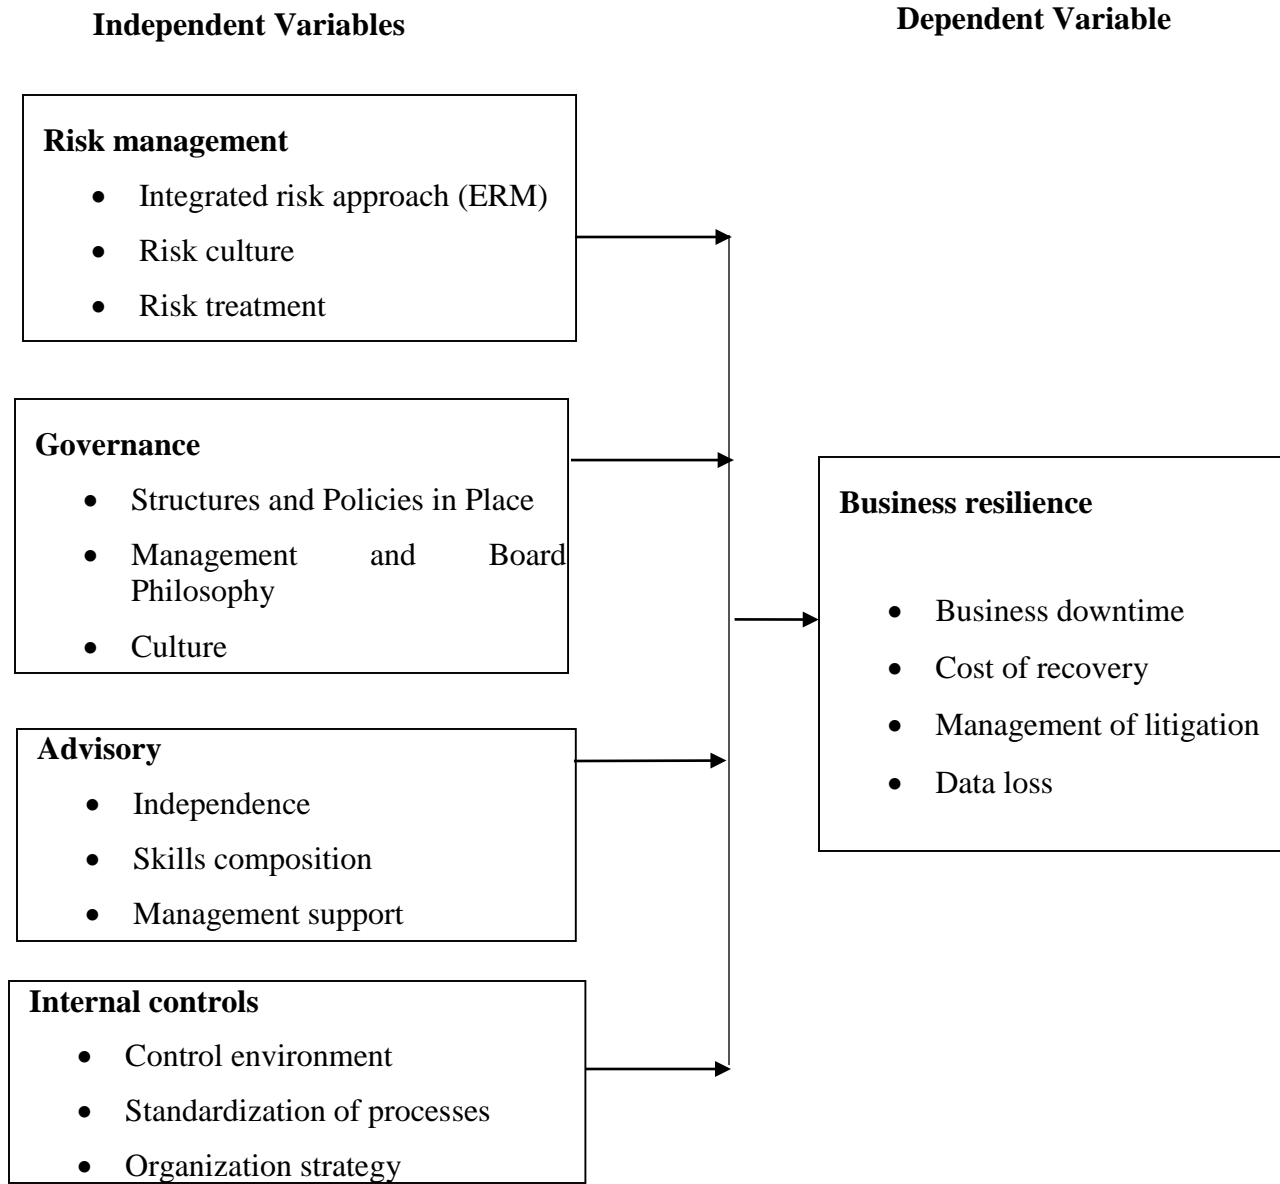 Independent Variables
Dependent Variable
Risk management
• Integrated risk approach (ERM)
• Risk culture
• Risk treatment
Governance
• Structures and Policies in Place
• Management and Board
Philosophy
• Culture
Advisory
• Independence
• Skills composition
• Management support
Internal controls
• Control environment
• Standardization of processes
• Organization strategy
Business resilience
• Business downtime
• Cost of recovery
• Management of litigation
• Data loss